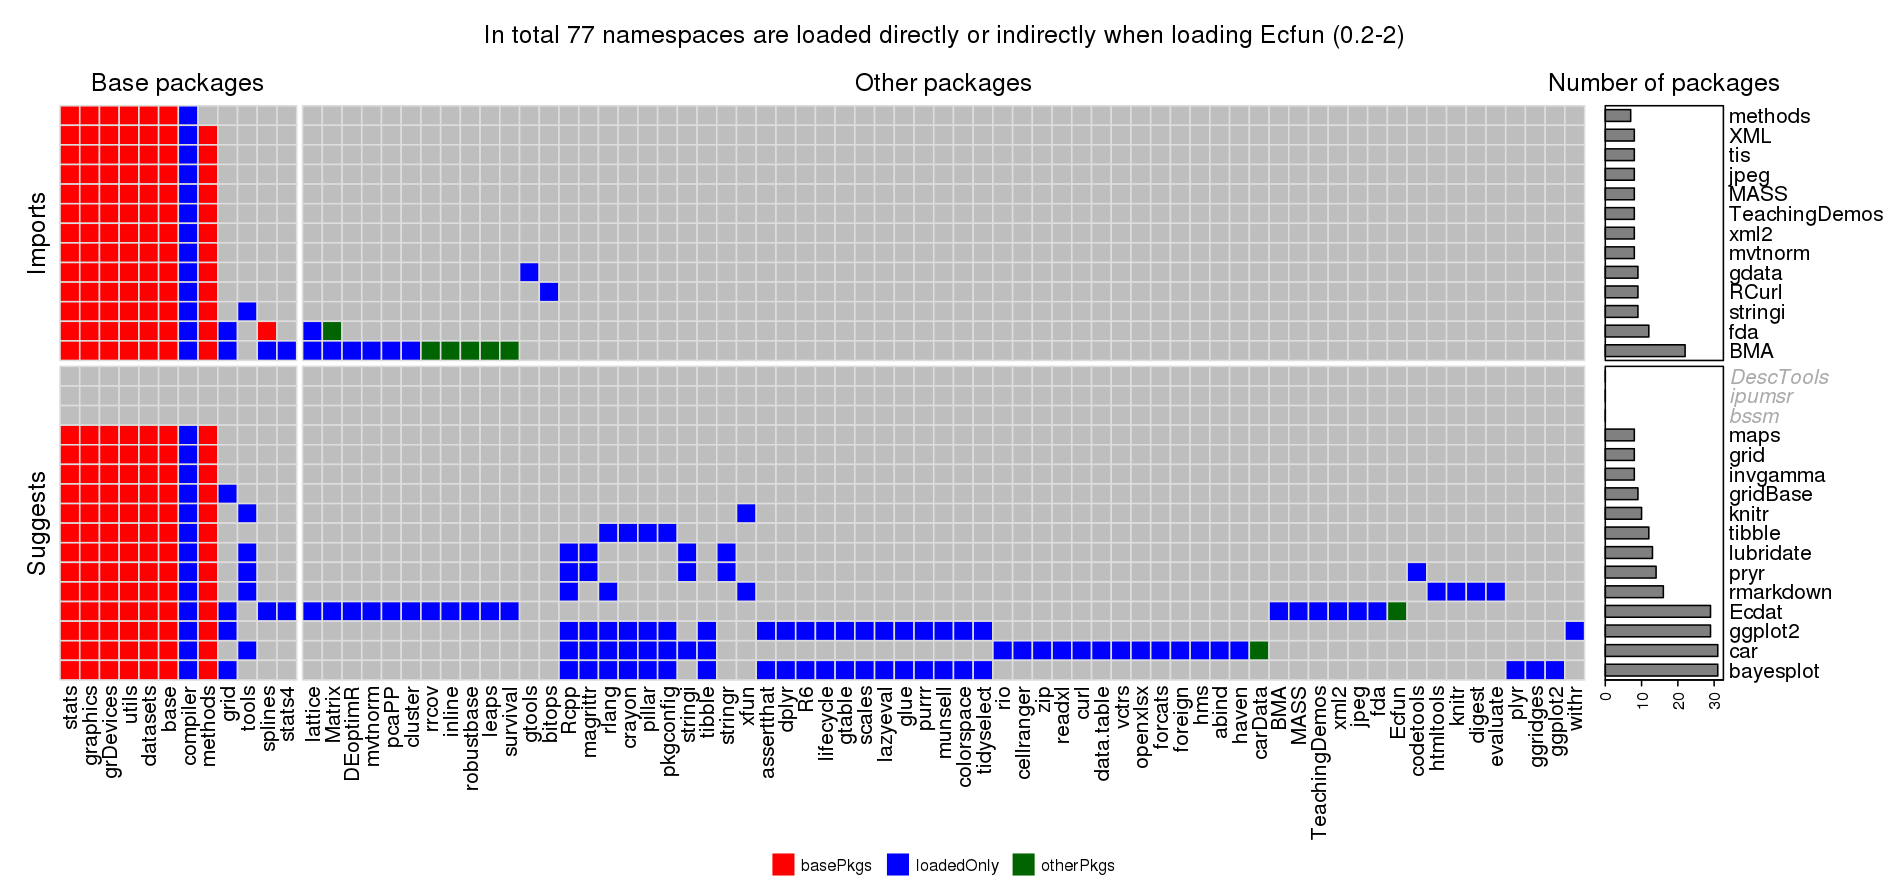 In total 77 namespaces are loaded directly or indirectly when loading Ecfun (0.2-2)
Base packages
Other packages
Number of packages
Imports
methods
XML
tis
jpeg
MASS
TeachingDemos
xml2
mvtnorm
gdata
RCurl
stringi
fda
BMA
Suggests
DescTools
ipumsr
bssm
maps
grid
invgamma
gridBase
knitr
tibble
lubridate
pryr
rmarkdown
Ecdat
ggplot2
car
bayesplot
0
10
20
30
stats
graphics
grDevices
utils
datasets
base
compiler
methods
grid
tools
splines
stats4
lattice
Matrix
DEoptimR
mvtnorm
pcaPP
cluster
rrcov
inline
robustbase
leaps
survival
gtools
bitops
Rcpp
magrittr
rlang
crayon
pillar
pkgconfig
stringi
tibble
stringr
xfun
assertthat
dplyr
R6
lifecycle
gtable
scales
lazyeval
glue
purrr
munsell
colorspace
tidyselect
rio
cellranger
zip
readxl
curl
data.table
vctrs
openxlsx
forcats
foreign
hms
abind
haven
carData
BMA
MASS
TeachingDemos
xml2
jpeg
fda
Ecfun
codetools
htmltools
knitr
digest
evaluate
plyr
ggridges
ggplot2
withr
basePkgs
loadedOnly
otherPkgs